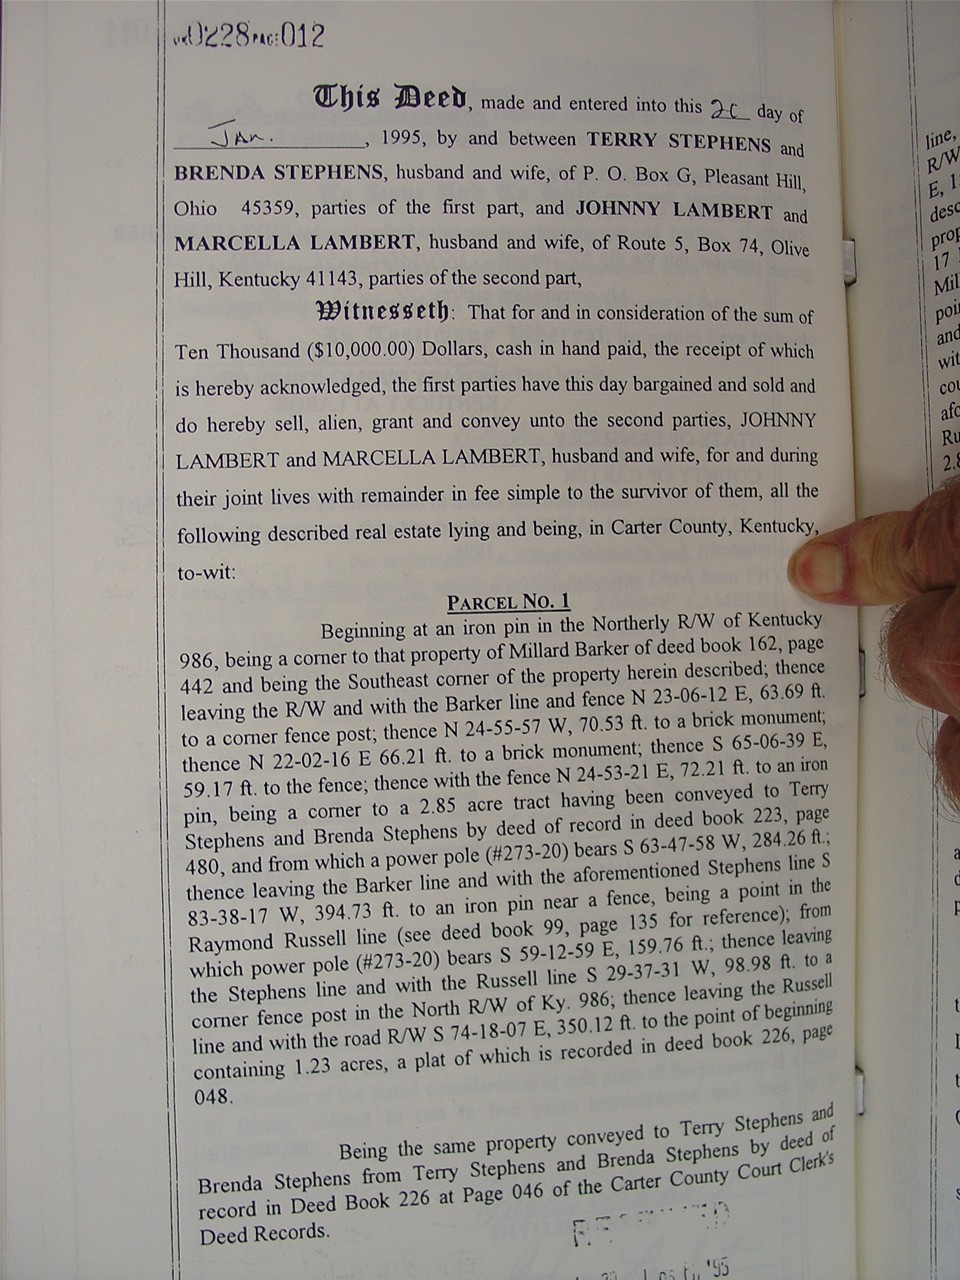 0228 PAGE 012
This Deed, made and entered into this 20 day of
Jan. , 1995, by and between TERRY STEPHENS and
BRENDA STEPHENS, husband and wife, of P. O. Box G, Pleasant Hill,
Ohio 45359, parties of the first part, and JOHNNY LAMBERT and
MARCELLA LAMBERT, husband and wife, of Route 5, Box 74, Olive
Hill, Kentucky 41143, parties of the second part,
Witnesseth: That for and in consideration of the sum of
Ten Thousand ($10,000.00) Dollars, cash in hand paid, the receipt of which
is hereby acknowledged, the first parties have this day bargained and sold and
do hereby sell, alien, grant and convey unto the second parties, JOHNNY
LAMBERT and MARCELLA LAMBERT, husband and wife, for and during
their joint lives with remainder in fee simple to the survivor of them, all the
following described real estate lying and being, in Carter County, Kentucky,
to-wit:
PARCEL NO. 1
Beginning at an iron pin in the Northerly R/W of Kentucky
986, being a corner to that property of Millard Barker of deed book 162, page
442 and being the Southeast corner of the property herein described; thence
leaving the R/W and with the Barker line and fence N 23-06-12 E, 63.69 ft.
to a corner fence post; thence N 24-55-57 W, 70.53 ft. to a brick monument;
thence N 22-02-16 E 66.21 ft. to a brick monument; thence S 65-06-39 E,
59.17 ft. to the fence; thence with the fence N 24-53-21 E, 72.21 ft. to an iron
pin, being a corner to a 2.85 acre tract having been conveyed to Terry
Stephens and Brenda Stephens by deed of record in deed book 223, page
480, and from which a power pole (#273-20) bears S 63-47-58 W, 284.26 ft.;
thence leaving the Barker line and with the aforementioned Stephens line S
83-38-17 W, 394.73 ft. to an iron pin near a fence, being a point in the
Raymond Russell line (see deed book 99, page 135 for reference); from
which power pole (#273-20) bears S 59-12-59 E, 159.76 ft.; thence leaving
the Stephens line and with the Russell line S 29-37-31 W, 98.98 ft. to a
corner fence post in the North R/W of Ky. 986; thence leaving the Russell
line and with the road R/W S 74-18-07 E, 350.12 ft. to the point of beginning
containing 1.23 acres, a plat of which is recorded in deed book 226, page
048.
Being the same property conveyed to Terry Stephens and
Brenda Stephens from Terry Stephens and Brenda Stephens by deed of
record in Deed Book 226 at Page 046 of the Carter County Court Clerk's
Deed Records.
'95
line,
R/W
E, 1
desc
prop
17
Mil
poi
and
wit
cou
afo
Ru
2.8